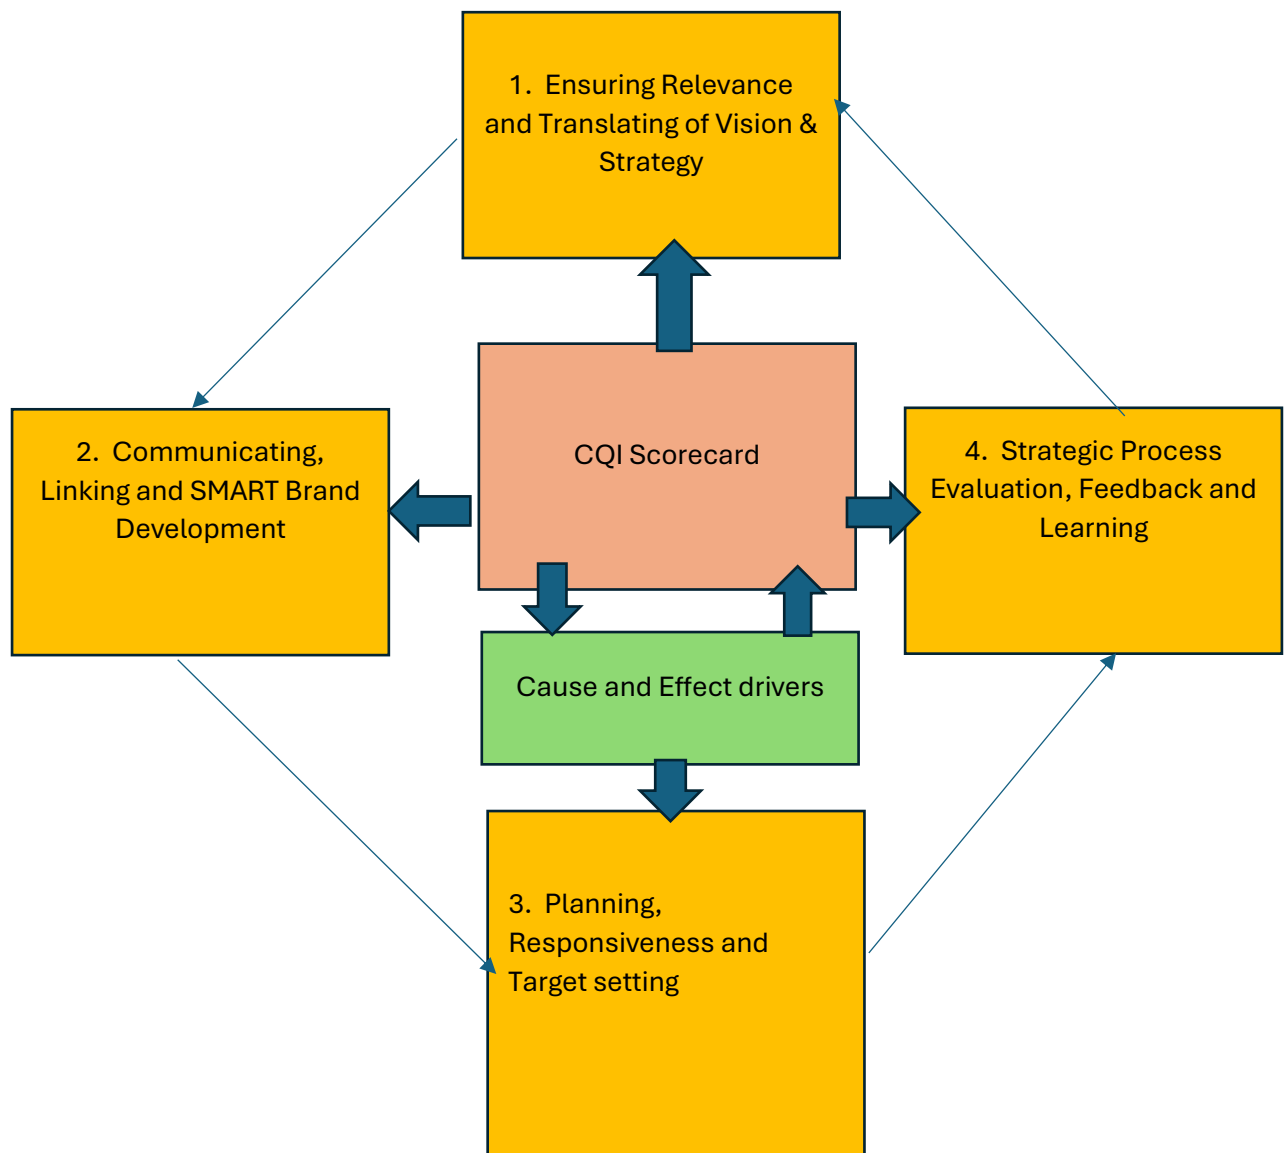 1. Ensuring Relevance
and Translating of Vision &
Strategy
2. Communicating,
Linking and SMART Brand
Development
CQI Scorecard
4. Strategic Process
Evaluation, Feedback and
Learning
Cause and Effect drivers
3. Planning,
Responsiveness and
Target setting